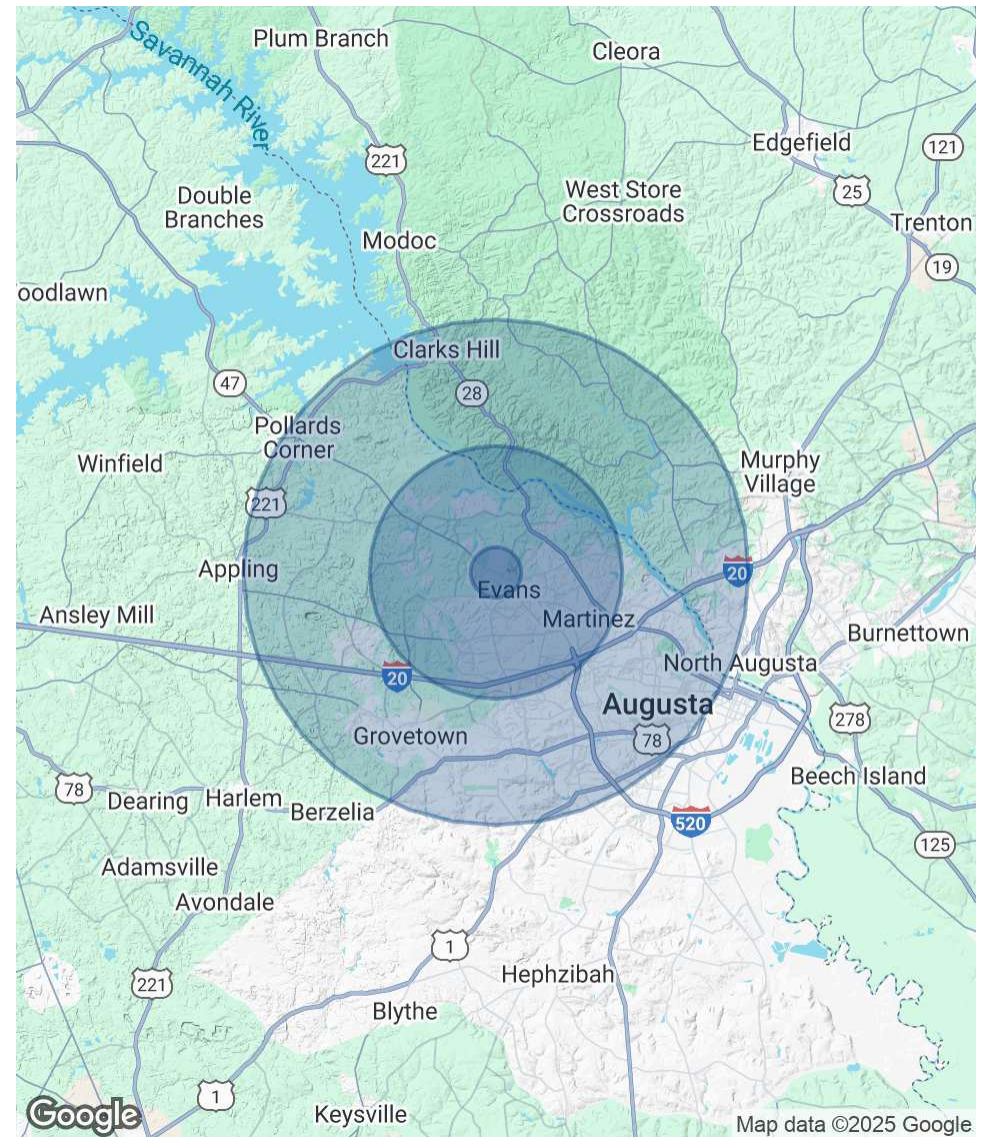 Savannah River
Plum Branch
Cleora
221
Edgefield
121
Double
Branches
West Store
Crossroads
25
Modoc
Trenton
19
oodlawn
Clarks Hill
47
28
Pollards
Corner
Winfield
Murphy
Village
221
Appling
20
Evans
Ansley Mill
Martinez
Burnettown
20
North Augusta
Augusta
278
Grovetown
78
Beech Island
78
Dearing
Harlem
Berzelia
520
125
Adamsville
Avondale
1
221
Hephzibah
Blythe
1
Keysville
Google
Map data ©2025 Google